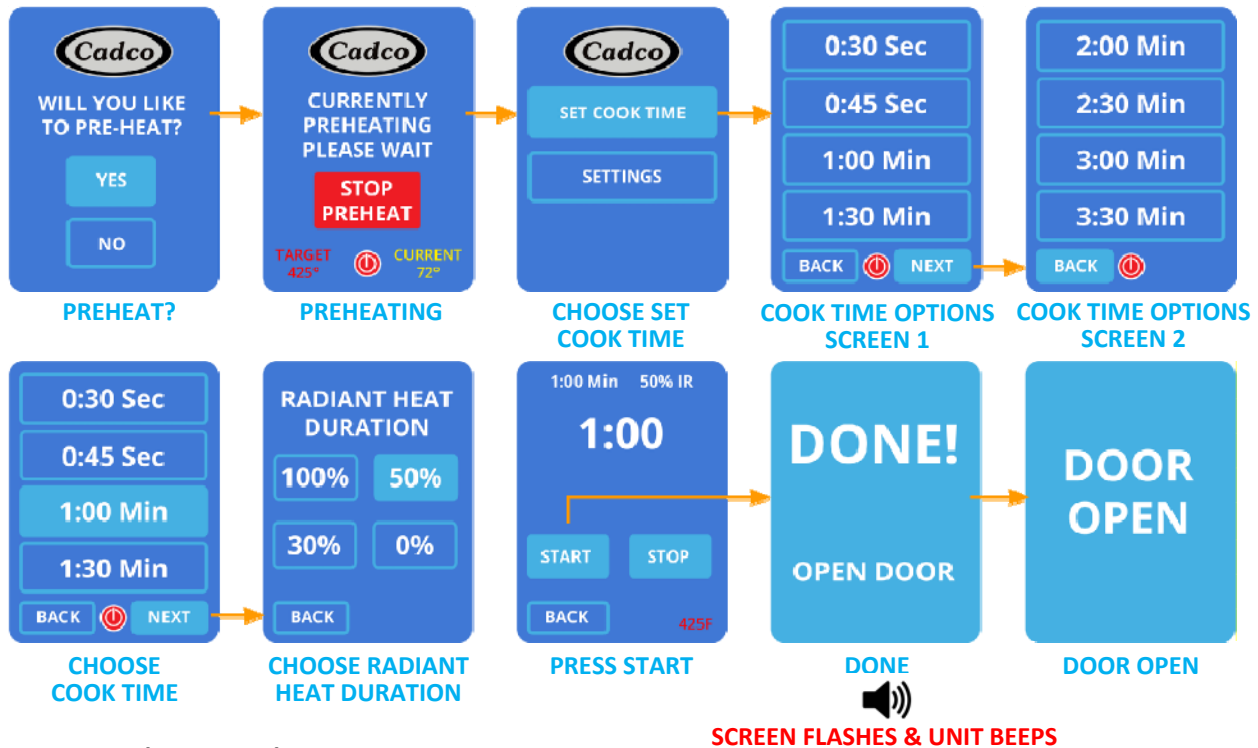 Cadco
WILL YOU LIKE
TO PRE-HEAT?
YES
NO
PREHEAT?
Cadco
CURRENTLY
PREHEATING
PLEASE WAIT
STOP
PREHEAT
TARGET
425°
CURRENT
72°
PREHEATING
Cadco
SET COOK TIME
SETTINGS
CHOOSE SET
COOK TIME
0:30 Sec
0:45 Sec
1:00 Min
1:30 Min
BACK NEXT
COOK TIME OPTIONS
SCREEN 1
2:00 Min
2:30 Min
3:00 Min
3:30 Min
BACK
COOK TIME OPTIONS
SCREEN 2
0:30 Sec
0:45 Sec
1:00 Min
1:30 Min
BACK NEXT
CHOOSE
COOK TIME
RADIANT HEAT
DURATION
100% 50%
30% 0%
BACK
CHOOSE RADIANT
HEAT DURATION
1:00 Min 50% IR
1:00
START STOP
BACK 425F
PRESS START
DONE!
OPEN DOOR
DONE
SCREEN FLASHES & UNIT BEEPS
DOOR
OPEN
DOOR OPEN